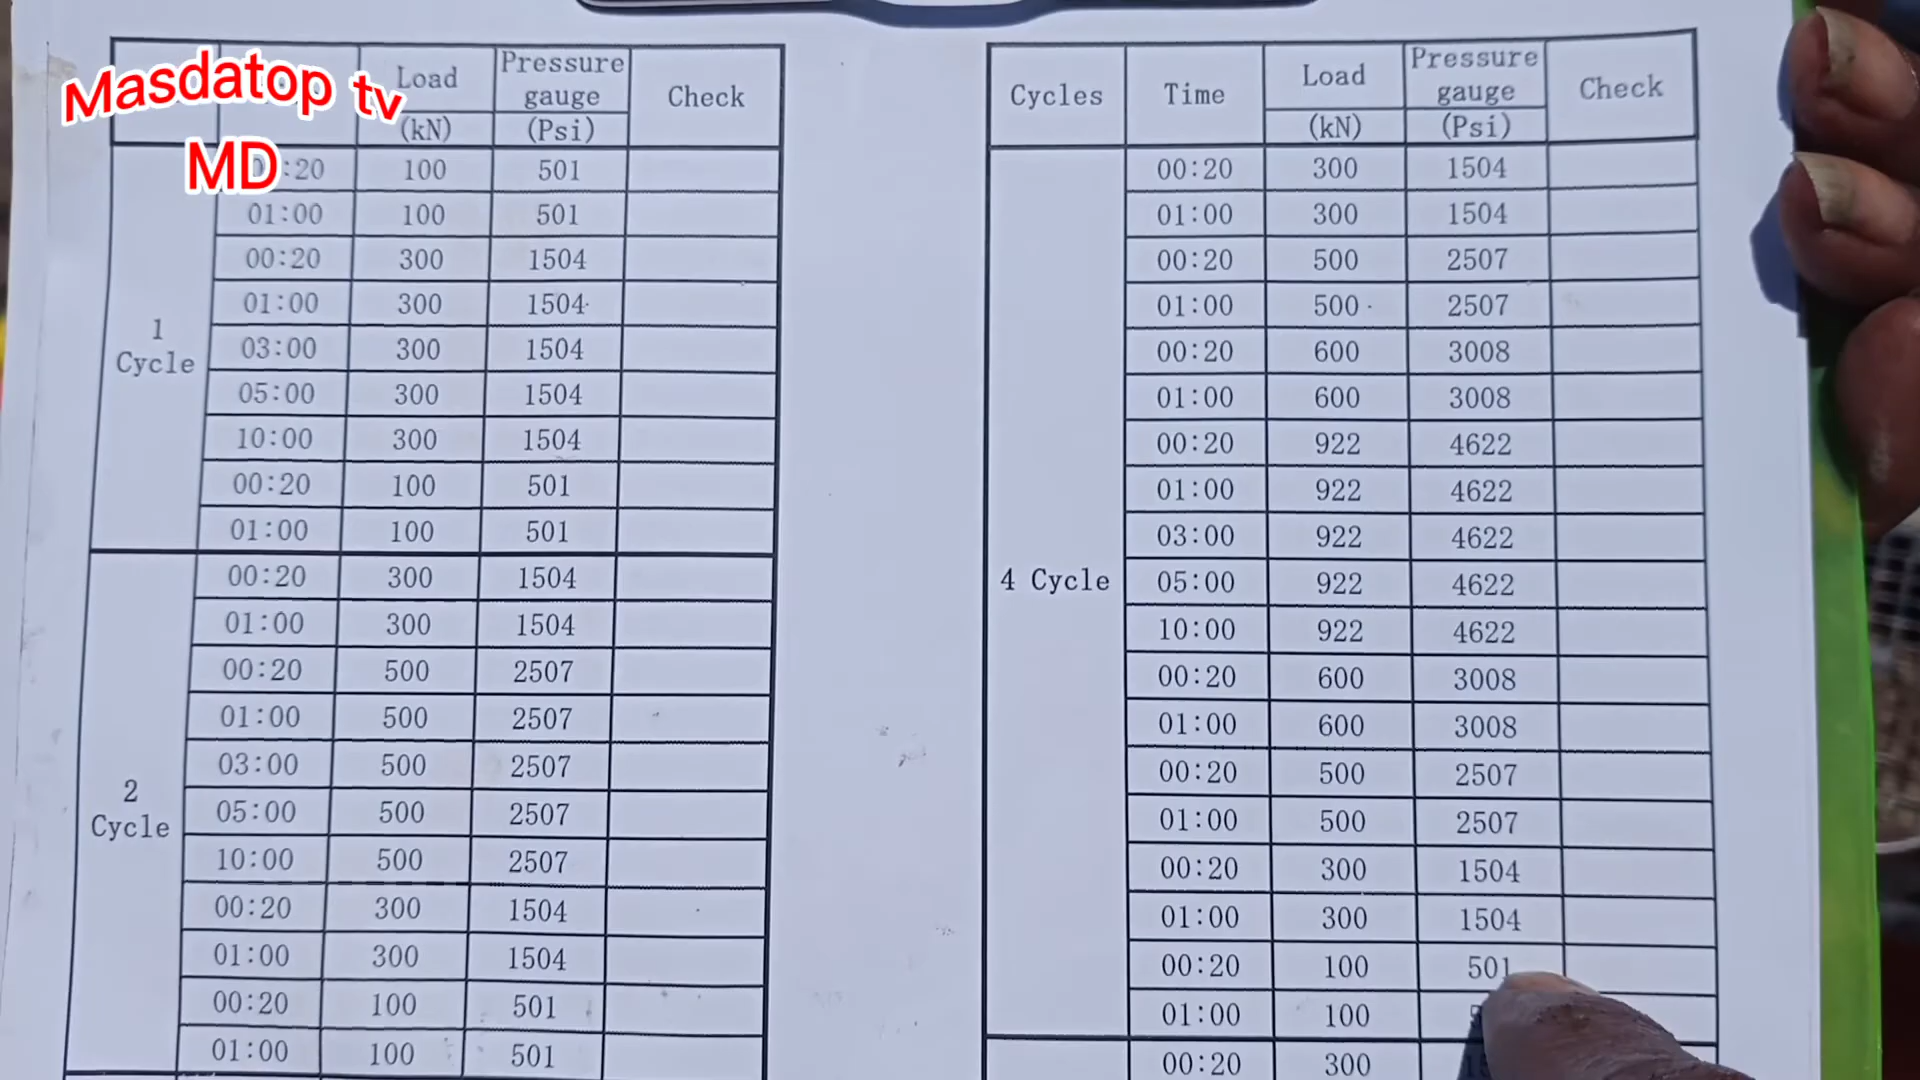 Masdatop tv
MD
Load Pressure gauge Check
(kN) (Psi)
1 Cycle
:20 100 501
01:00 100 501
00:20 300 1504
01:00 300 1504
03:00 300 1504
05:00 300 1504
10:00 300 1504
00:20 100 501
01:00 100 501
2 Cycle
00:20 300 1504
01:00 300 1504
00:20 500 2507
01:00 500 2507
03:00 500 2507
05:00 500 2507
10:00 500 2507
00:20 300 1504
01:00 300 1504
00:20 100 501
01:00 100 501
Cycles Time Load Pressure gauge Check
(kN) (Psi)
4 Cycle
00:20 300 1504
01:00 300 1504
00:20 500 2507
01:00 500 2507
00:20 600 3008
01:00 600 3008
00:20 922 4622
01:00 922 4622
03:00 922 4622
05:00 922 4622
10:00 922 4622
00:20 600 3008
01:00 600 3008
00:20 500 2507
01:00 500 2507
00:20 300 1504
01:00 300 1504
00:20 100 501
01:00 100
00:20 300